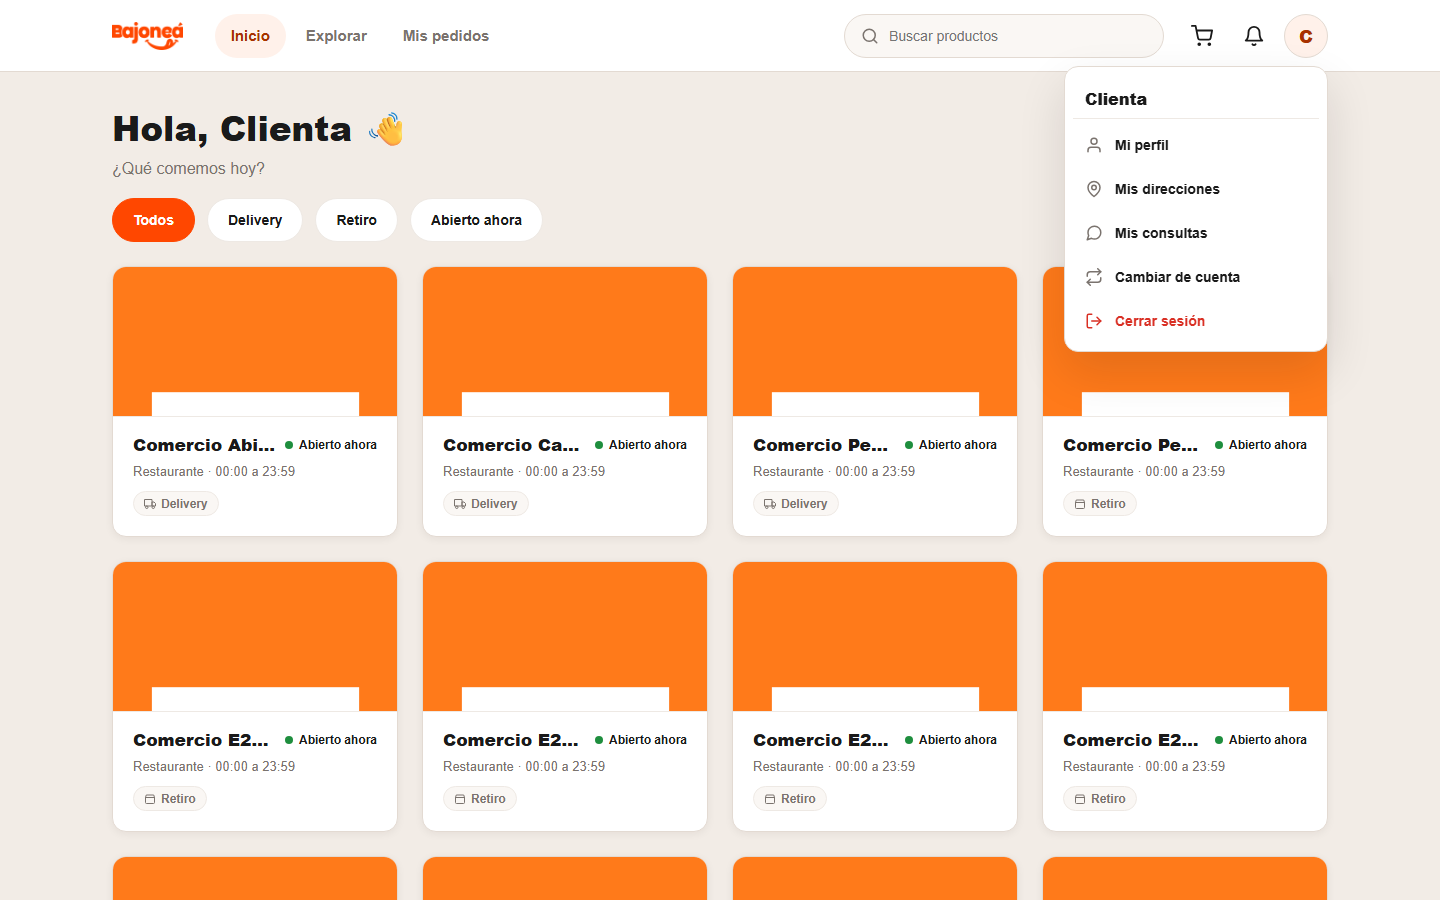 Bajoneá
Inicio
Explorar
Mis pedidos
Buscar productos
C
Clienta
Mi perfil
Mis direcciones
Mis consultas
Cambiar de cuenta
Cerrar sesión
Hola, Clienta 👋
¿Qué comemos hoy?
Todos
Delivery
Retiro
Abierto ahora
Comercio Abi... Abierto ahora
Restaurante · 00:00 a 23:59
Delivery
Comercio Ca... Abierto ahora
Restaurante · 00:00 a 23:59
Delivery
Comercio Pe... Abierto ahora
Restaurante · 00:00 a 23:59
Delivery
Comercio Pe... Abierto ahora
Restaurante · 00:00 a 23:59
Retiro
Comercio E2... Abierto ahora
Restaurante · 00:00 a 23:59
Retiro
Comercio E2... Abierto ahora
Restaurante · 00:00 a 23:59
Retiro
Comercio E2... Abierto ahora
Restaurante · 00:00 a 23:59
Retiro
Comercio E2... Abierto ahora
Restaurante · 00:00 a 23:59
Retiro